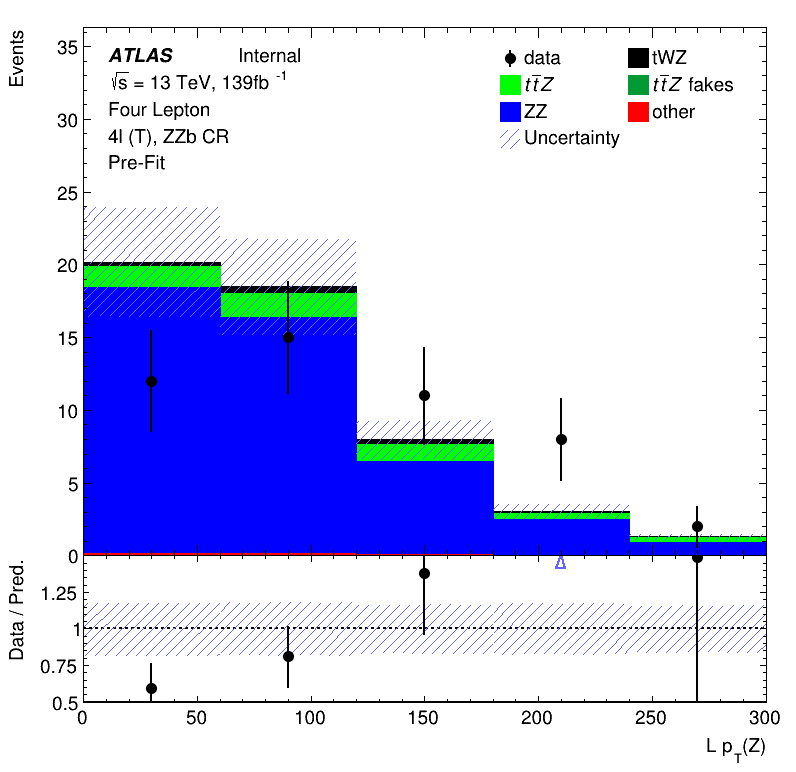 Events
35
30
25
20
15
10
5
0
ATLAS Internal
√s = 13 TeV, 139fb -1
Four Lepton
4l (T), ZZb CR
Pre-Fit
data tWZ
tt̄Z tt̄Z fakes
ZZ other
Uncertainty
Data / Pred.
1.25
1
0.75
0.5
0 50 100 150 200 250 300
L pT(Z)